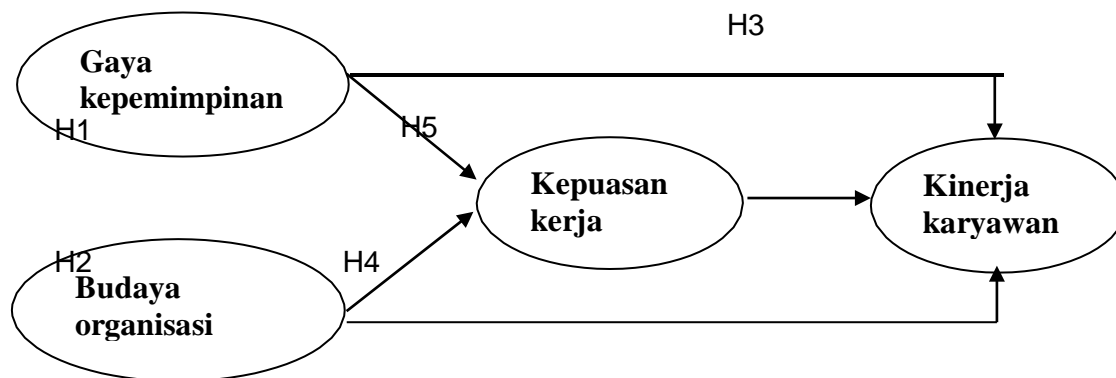 H3
Gaya
kepemimpinan
H1
H5
Kepuasan
kerja
Kinerja
karyawan
H2
H4
Budaya
organisasi